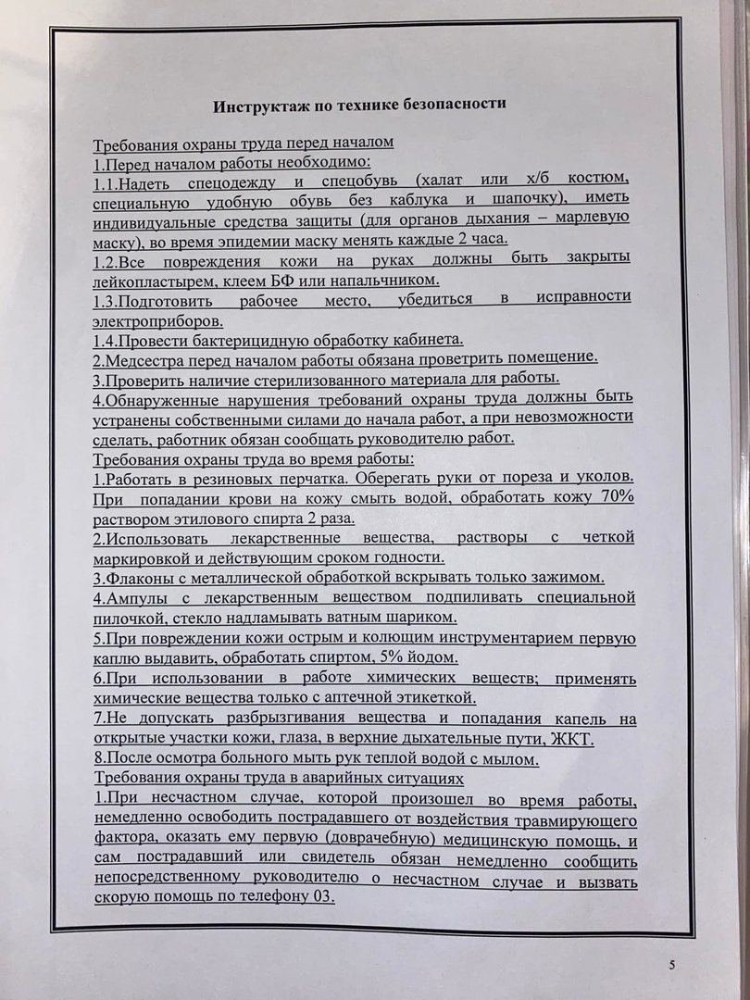 Инструктаж по технике безопасности
Требования охраны труда перед началом
1.Перед началом работы необходимо:
1.1.Надеть спецодежду и спецобувь (халат или х/б костюм,
специальную удобную обувь без каблука и шапочку), иметь
индивидуальные средства защиты (для органов дыхания – марлевую
маску), во время эпидемии маску менять каждые 2 часа.
1.2.Все повреждения кожи на руках должны быть закрыты
лейкопластырем, клеем БФ или напальчником.
1.3.Подготовить рабочее место, убедиться в исправности
электроприборов.
1.4.Провести бактерицидную обработку кабинета.
2.Медсестра перед началом работы обязана проветрить помещение.
3.Проверить наличие стерилизованного материала для работы.
4.Обнаруженные нарушения требований охраны труда должны быть
устранены собственными силами до начала работ, а при невозможности
сделать, работник обязан сообщать руководителю работ.
Требования охраны труда во время работы:
1.Работать в резиновых перчатка. Оберегать руки от пореза и уколов.
При попадании крови на кожу смыть водой, обработать кожу 70%
раствором этилового спирта 2 раза.
2.Использовать лекарственные вещества, растворы с четкой
маркировкой и действующим сроком годности.
3.Флаконы с металлической обработкой вскрывать только зажимом.
4.Ампулы с лекарственным веществом подпиливать специальной
пилочкой, стекло надламывать ватным шариком.
5.При повреждении кожи острым и колющим инструментарием первую
каплю выдавить, обработать спиртом, 5% йодом.
6.При использовании в работе химических веществ; применять
химические вещества только с аптечной этикеткой.
7.Не допускать разбрызгивания вещества и попадания капель на
открытые участки кожи, глаза, в верхние дыхательные пути, ЖКТ.
8.После осмотра больного мыть рук теплой водой с мылом.
Требования охраны труда в аварийных ситуациях
1.При несчастном случае, которой произошел во время работы,
немедленно освободить пострадавшего от воздействия травмирующего
фактора, оказать ему первую (доврачебную) медицинскую помощь, и
сам пострадавший или свидетель обязан немедленно сообщить
непосредственному руководителю о несчастном случае и вызвать
скорую помощь по телефону 03.
5